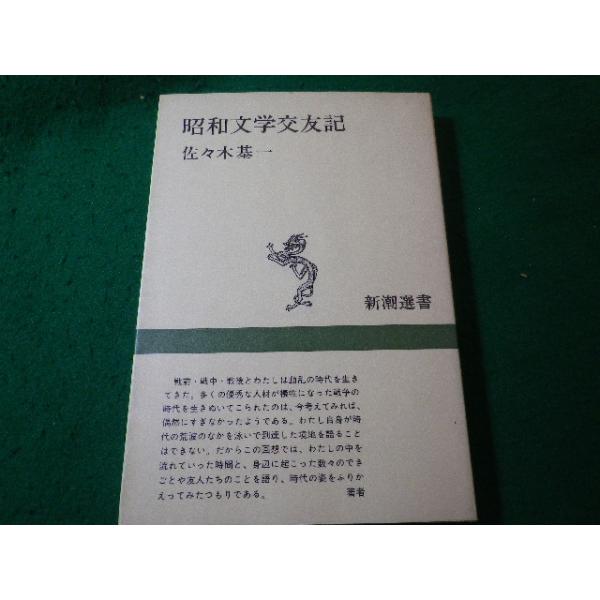 昭和文学交友記
佐々木基一
新潮選書
戦前・戦中・戦後とわたしは動乱の時代を生き
てきた。多くの優秀な人材が犠牲になった戦争の
時代を生きぬいてこられたのは、今考えてみれば、
偶然にすぎなかったようである。わたし自身が時
代の荒波のなかを泳いで到達した境地を語ること
はできない。だからこの回想では、わたしの中を
流れていった時間と、身辺に起こった数々のでき
ごとや友人たちのことを語り、時代の姿をふりか
えってみたつもりである。 著者